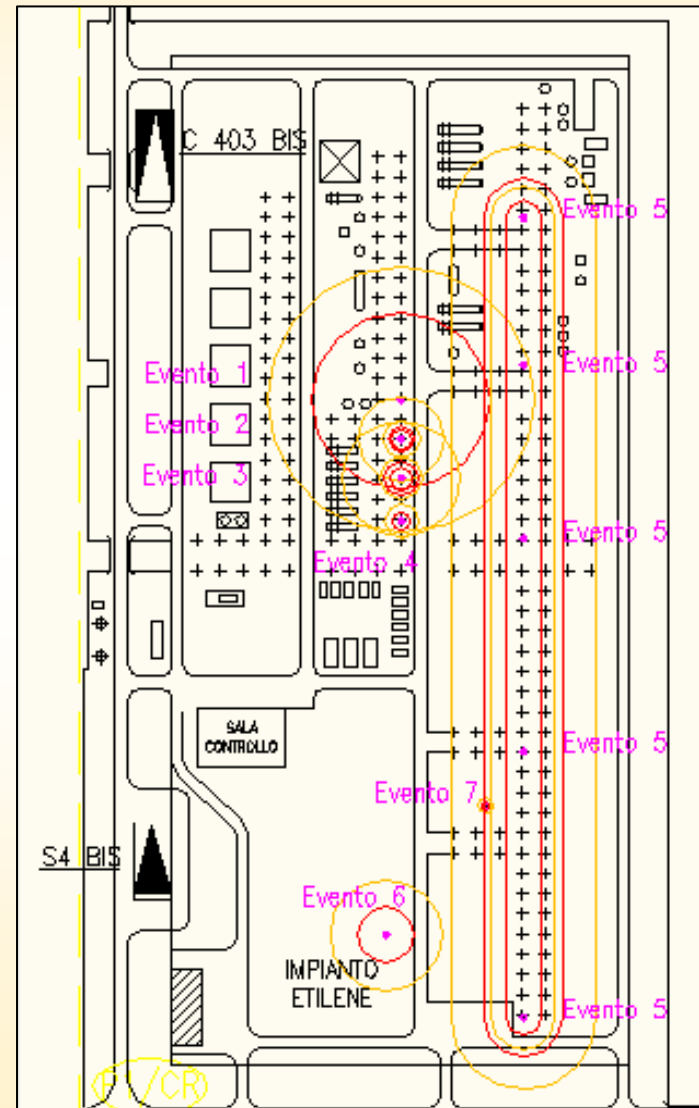 C 403 BIS
Evento 5
Evento 1
Evento 5
Evento 2
Evento 3
Evento 5
Evento 4
SALA
CONTROLLO
Evento 5
Evento 7
S4 BIS
Evento 6
IMPIANTO
ETILENE
Evento 5